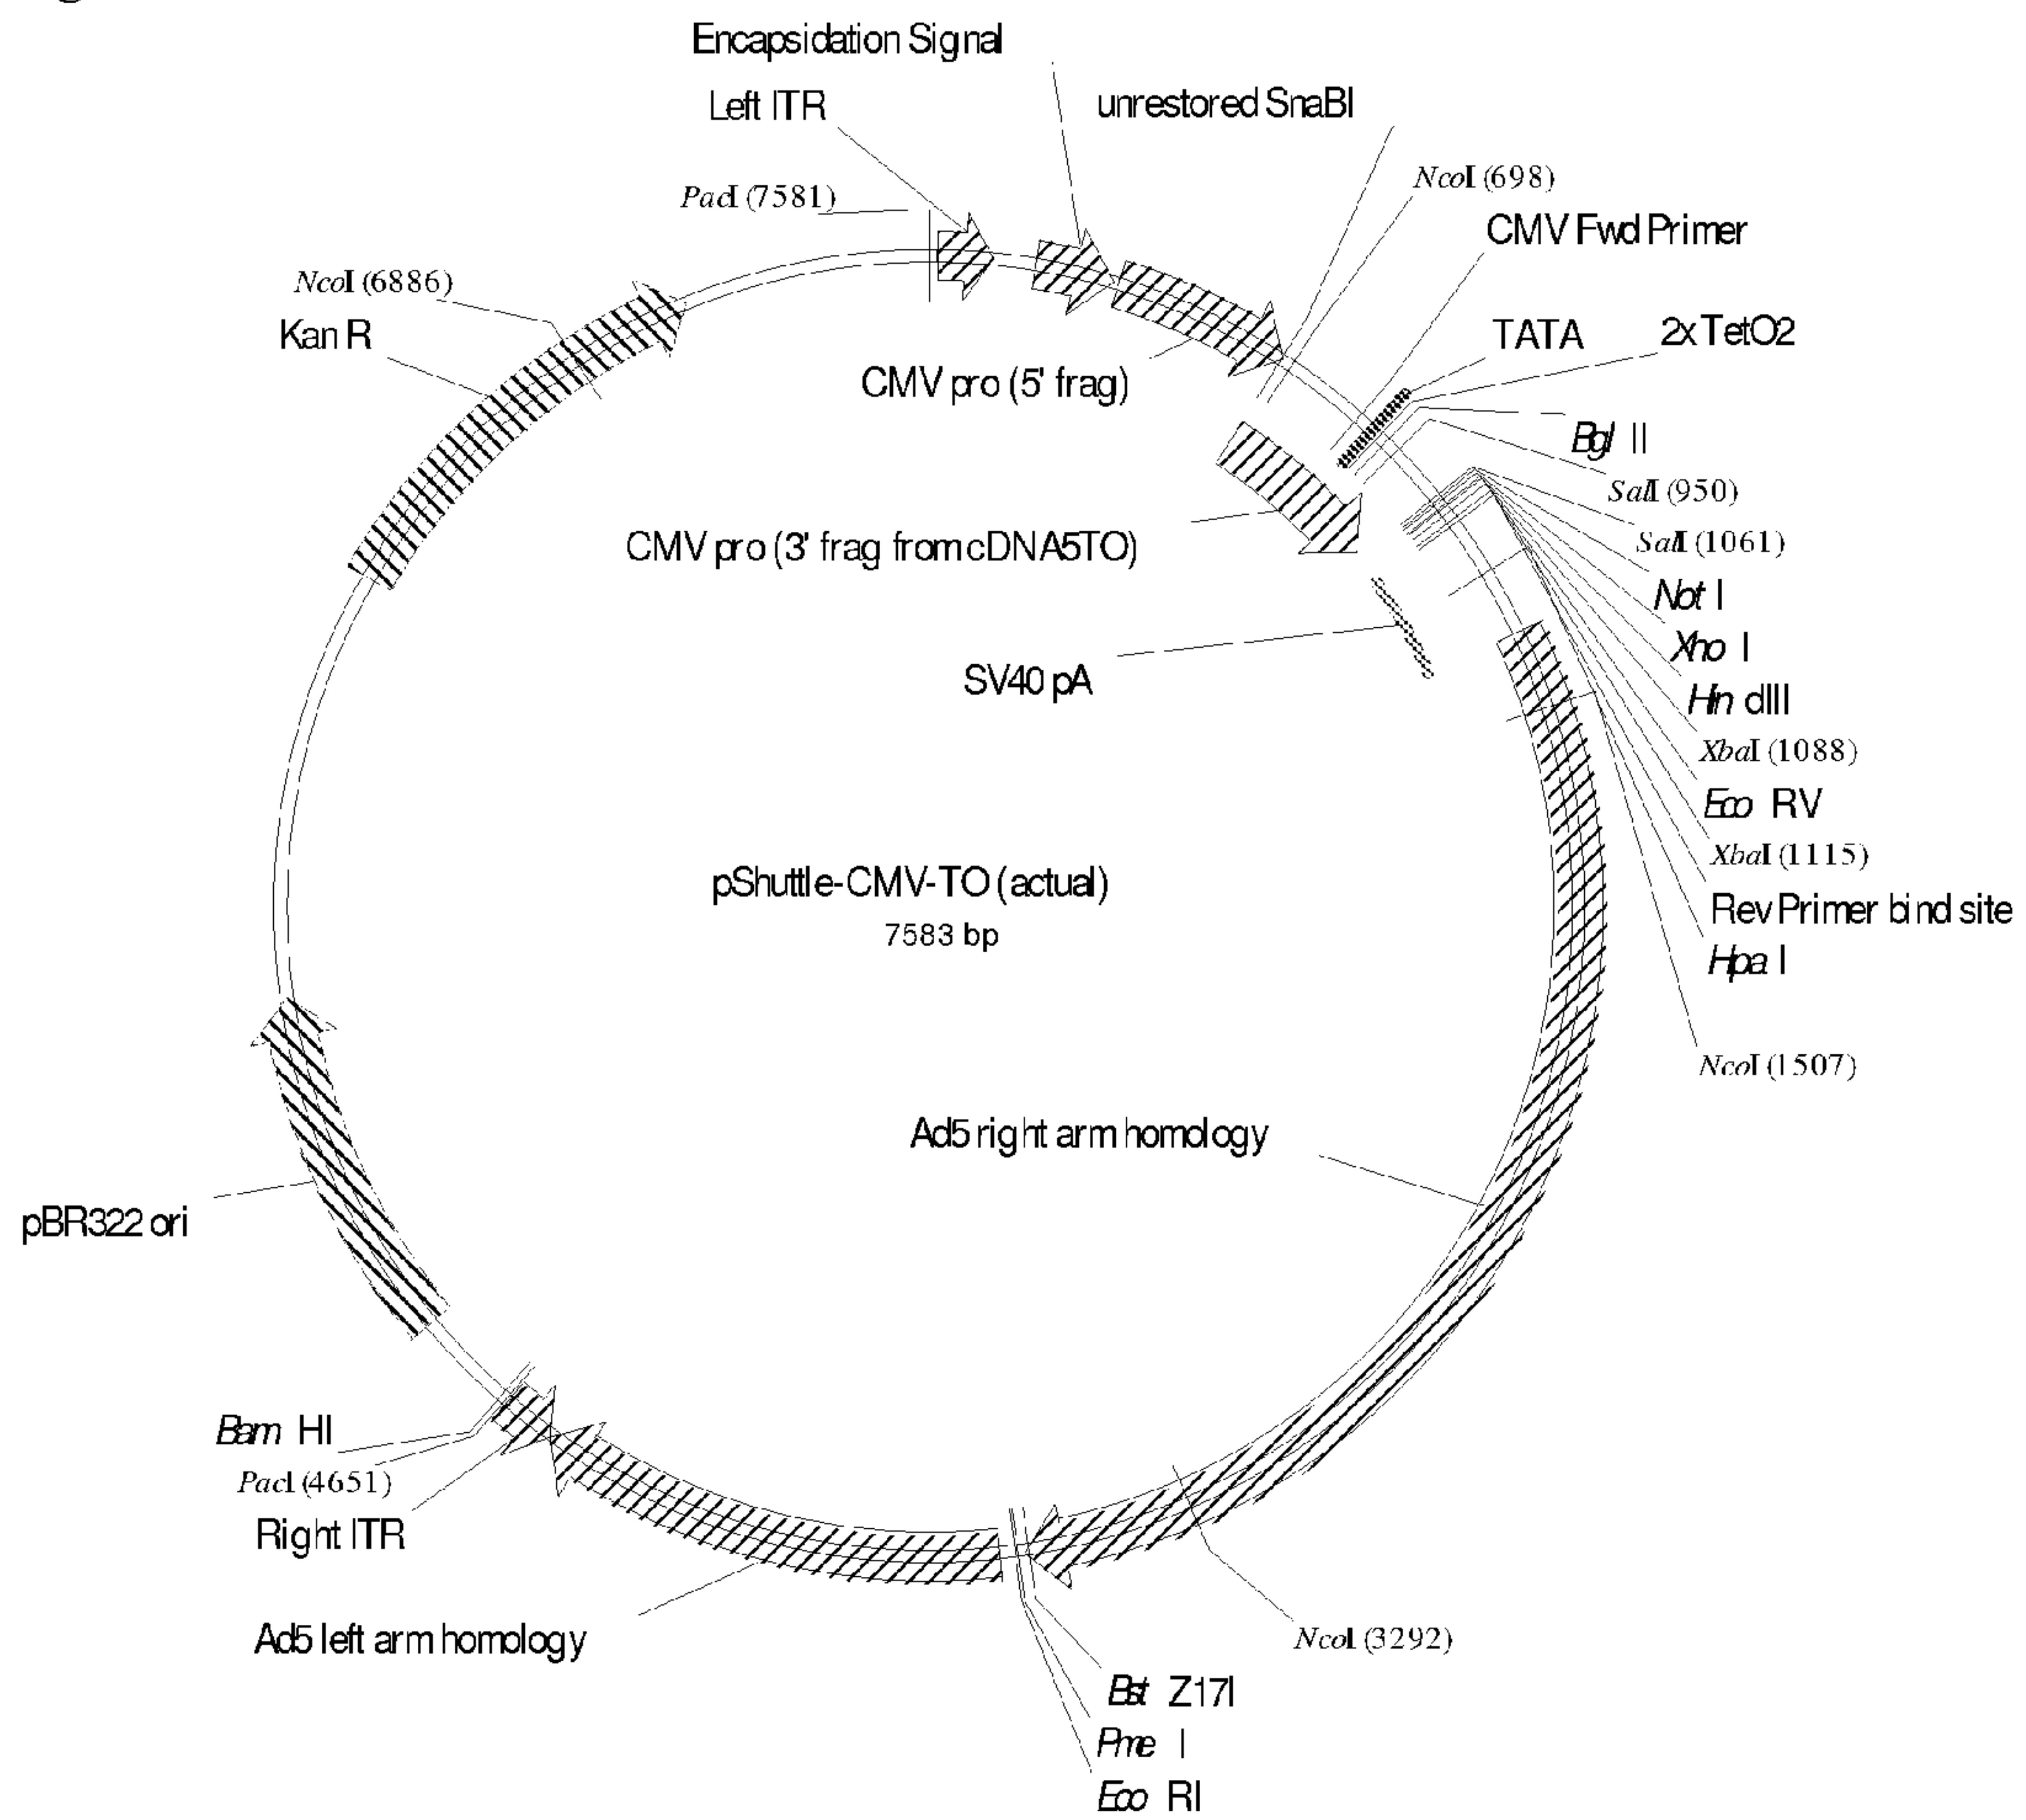 Encapsidation Signal
Left ITR
unrestored SnaBI
PacI (7581)
NcoI (698)
CMV Fwd Primer
NcoI (6886)
Kan R
TATA
2xTetO2
CMV pro (5' frag)
Bgl II
SalI (950)
CMV pro (3' frag from cDNA5TO)
SalI (1061)
Not I
Xho I
SV40 pA
Hin dIII
XbaI (1088)
Eco RV
XbaI (1115)
pShuttle-CMV-TO (actual)
7583 bp
Rev Primer bind site
Hpa I
NcoI (1507)
Ad5 right arm homology
pBR322 ori
Bam HI
PacI (4651)
Right ITR
Ad5 left arm homology
NcoI (3292)
Bst Z17I
Pme I
Eco RI